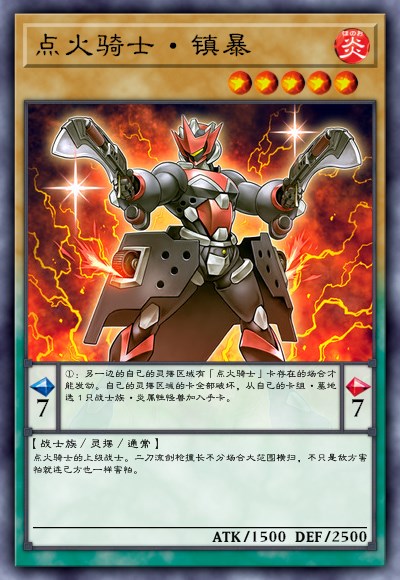 点火骑士·镇暴
炎
①：另一边的自己的灵摆区域有「点火骑士」卡存在的场合才
能发动。自己的灵摆区域的卡全部破坏，从自己的卡组·墓地
选1只战士族·炎属性怪兽加入手卡。
7
7
【战士族／灵摆／通常】
点火骑士的上级战士。二刀流剑枪擅长不分场合大范围横扫，不只是敌方害
怕就连己方也一样害怕。
ATK/1500 DEF/2500